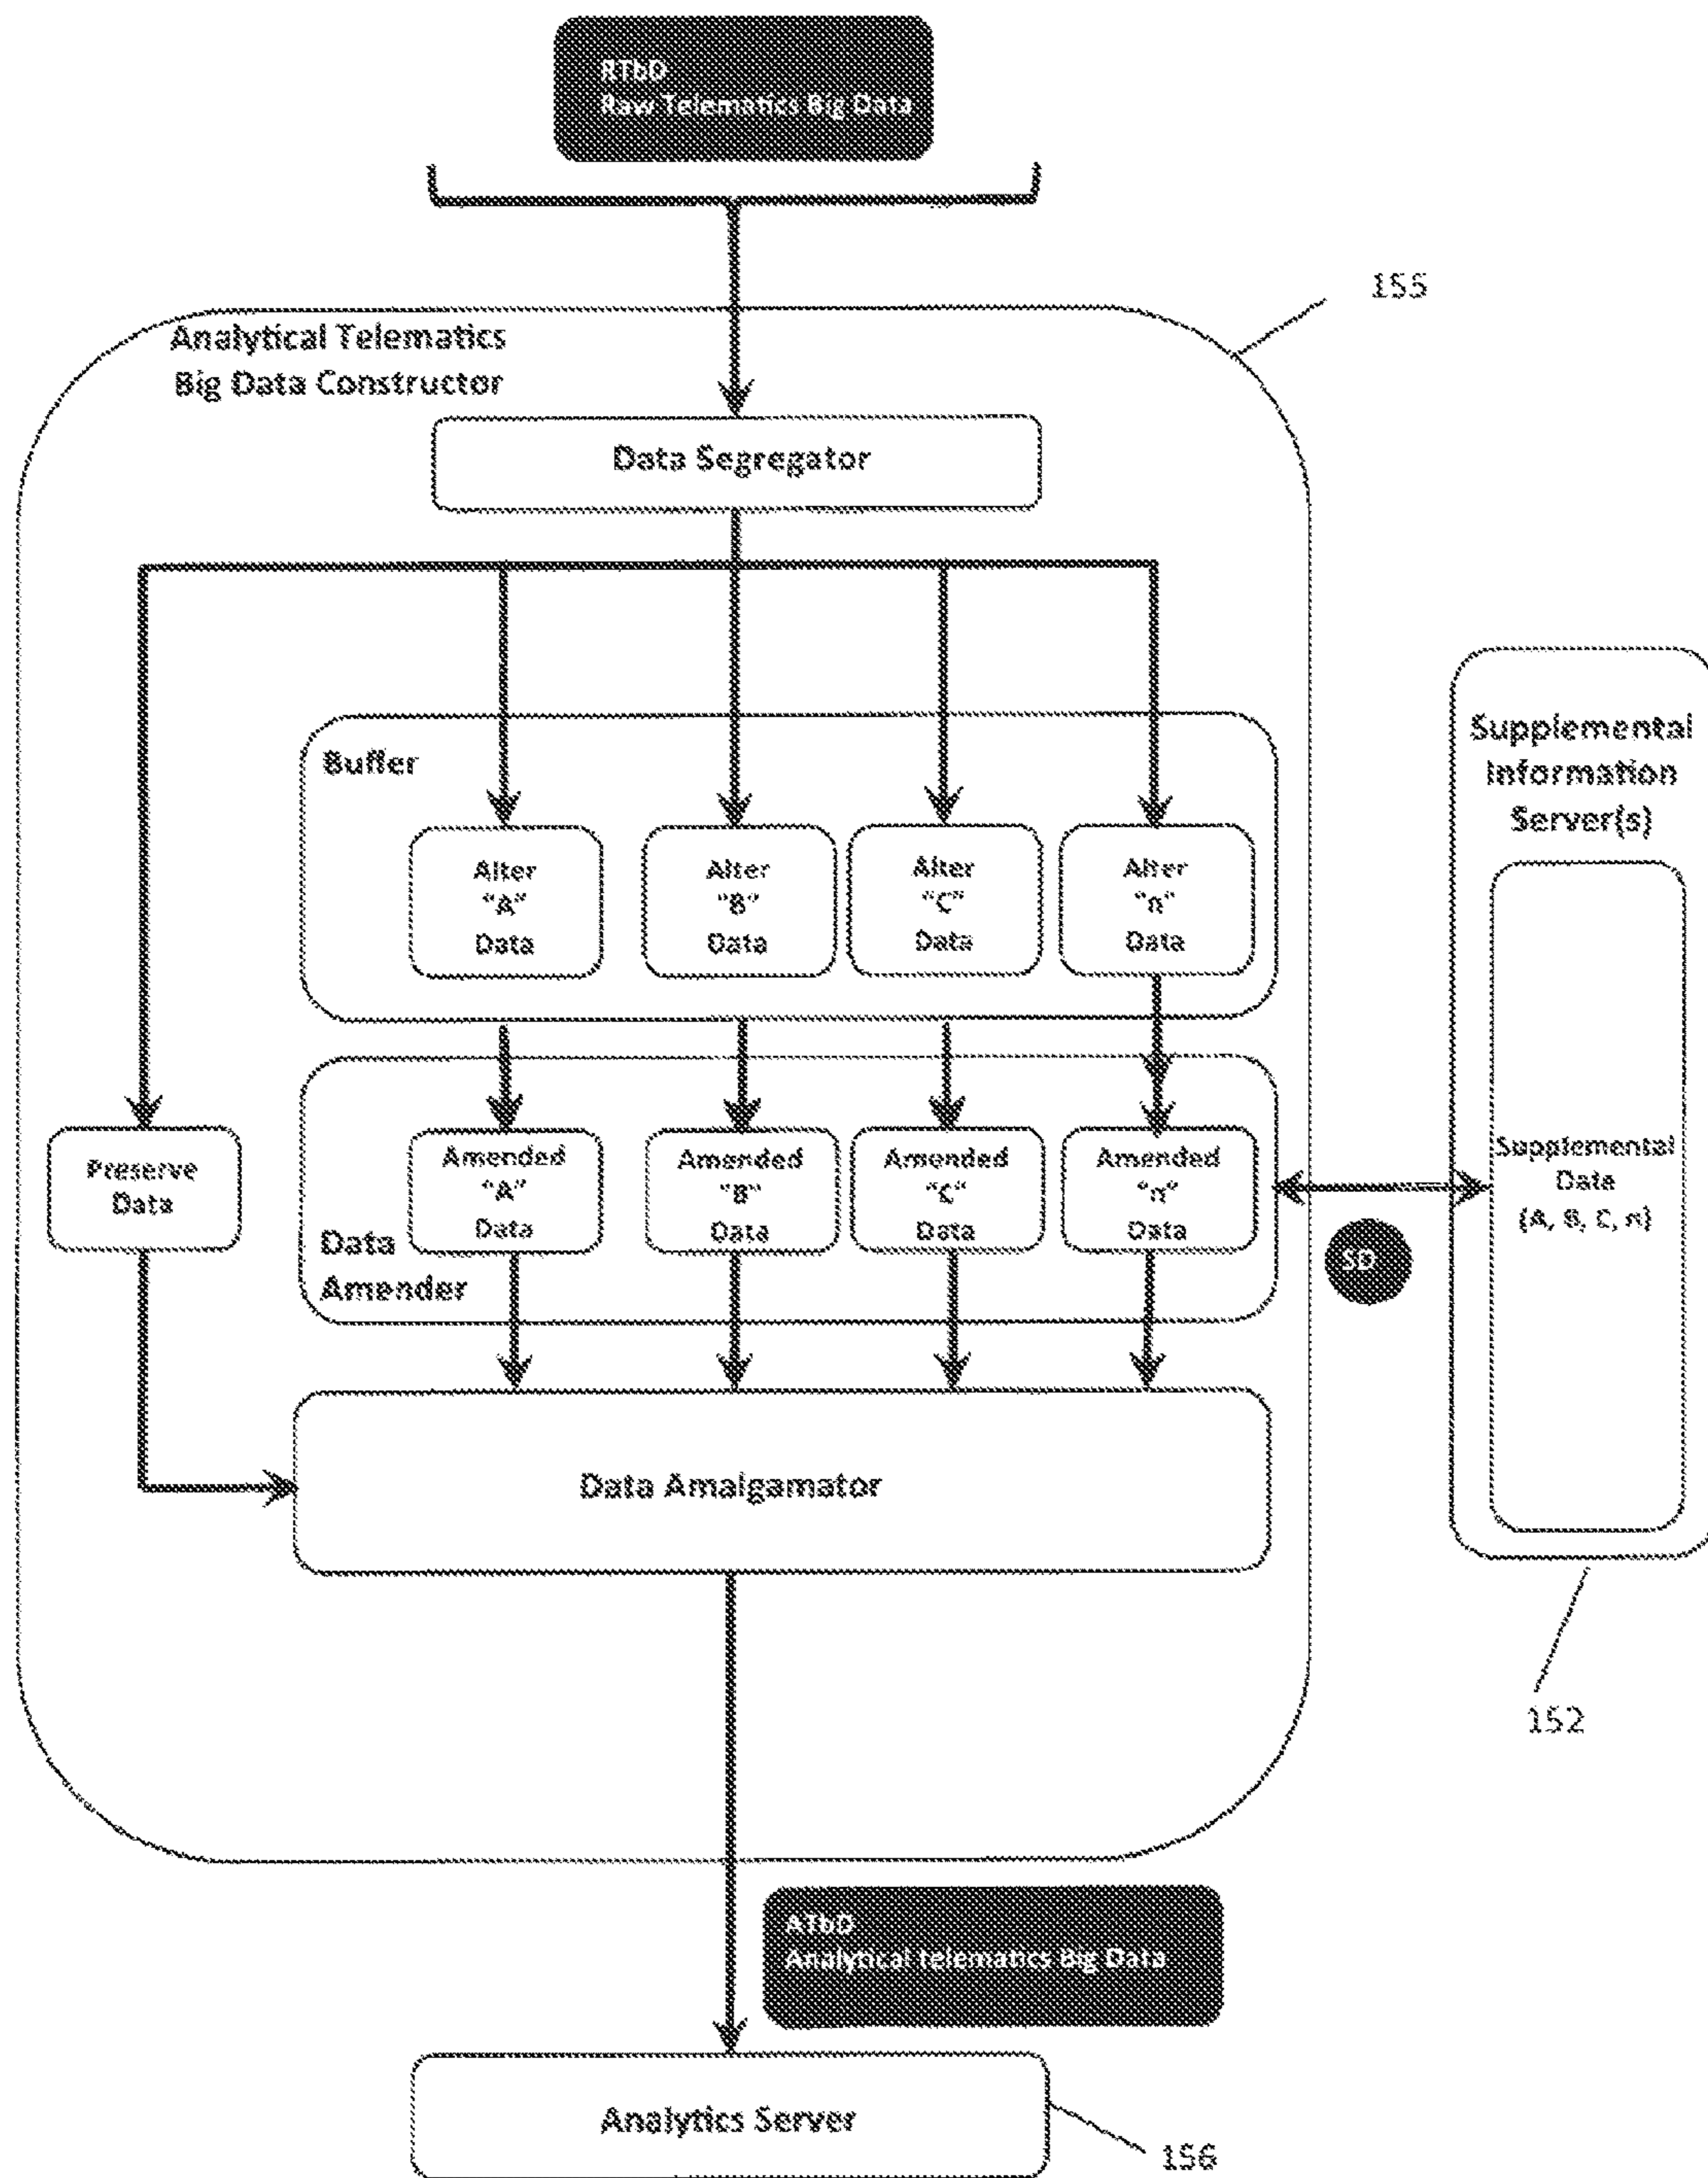 RTbD
Raw Telematics Big Data
155
Analytical Telematics
Big Data Constructor
Data Segregator
Buffer
Alter
"A"
Data
Alter
"B"
Data
Alter
"C"
Data
Alter
"n"
Data
Supplemental
Information
Server(s)
Preserve
Data
Amended
"A"
Data
Amended
"B"
Data
Amended
"C"
Data
Amended
"n"
Data
Data
Amender
Supplemental
Data
(A, B, C, n)
SD
Data Amalgamator
152
ATbD
Analytical telematics Big Data
Analytics Server
156